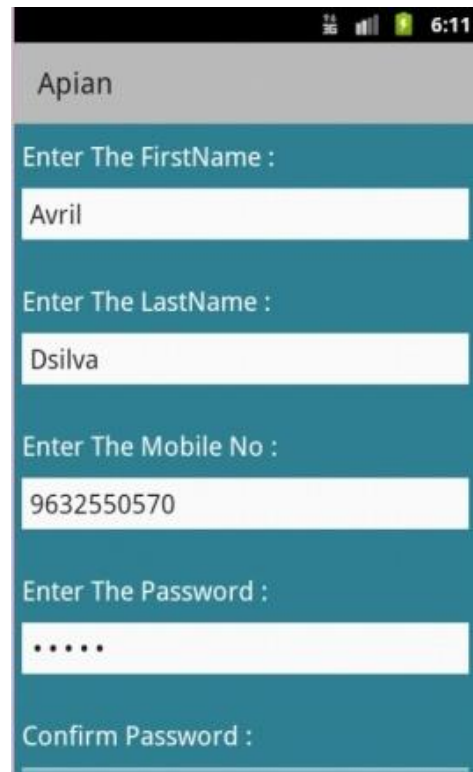 3G 6:11
Apian
Enter The FirstName :
Avril
Enter The LastName :
Dsilva
Enter The Mobile No :
9632550570
Enter The Password :
•••••
Confirm Password :